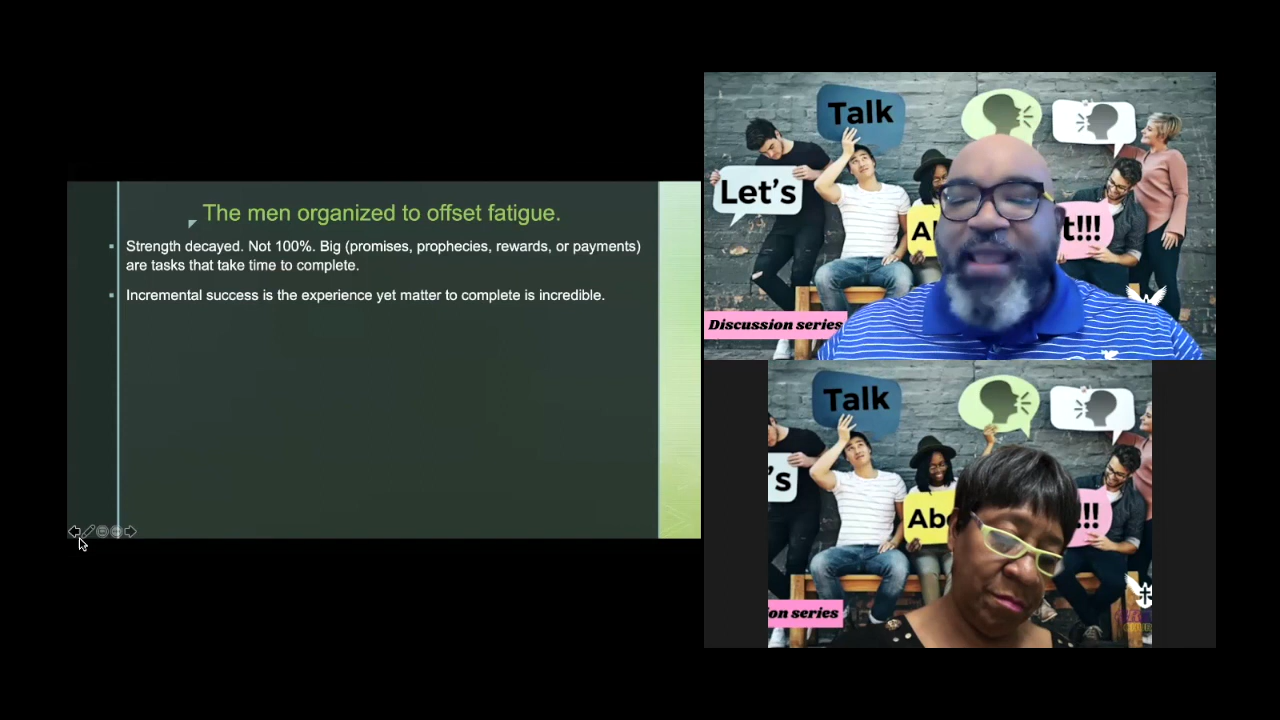 The men organized to offset fatigue.
Strength decayed. Not 100%. Big (promises, prophecies, rewards, or payments)
are tasks that take time to complete.
Incremental success is the experience yet matter to complete is incredible.
Talk
Let's
A
t!!!
Discussion series
Talk
's
Abo
!!!
ion series